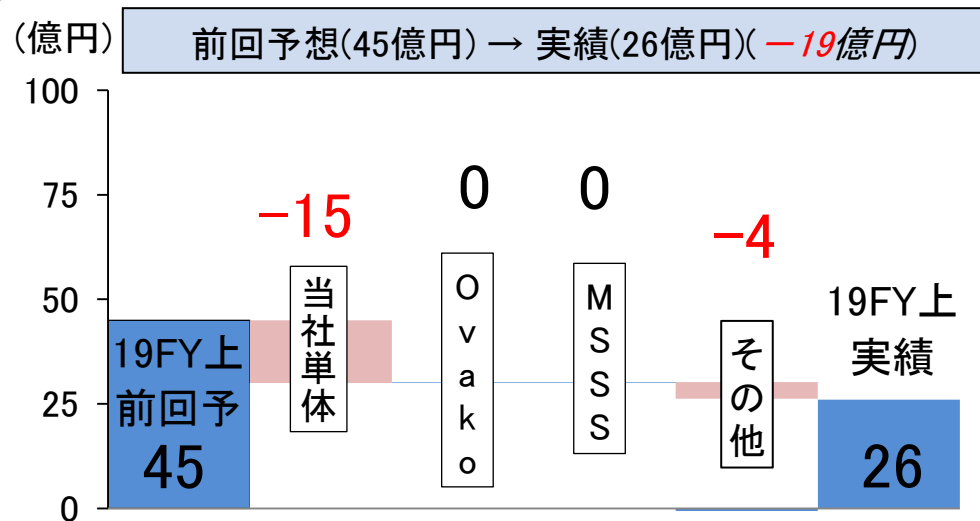 (億円)
前回予想(45億円) → 実績(26億円)(－19億円)
100
75
50
25
0
19FY上
前回予
45
－15
当社単体
0
Ovako
0
MSSS
－4
その他
19FY上
実績
26